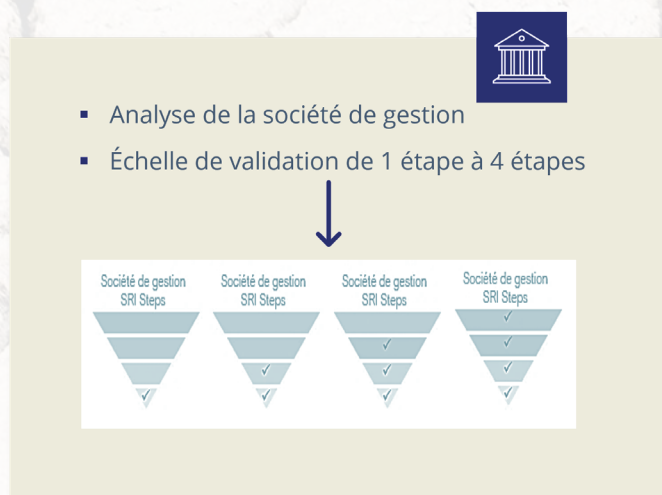 Analyse de la société de gestion
Échelle de validation de 1 étape à 4 étapes
Société de gestion
SRI Steps
Société de gestion
SRI Steps
Société de gestion
SRI Steps
Société de gestion
SRI Steps